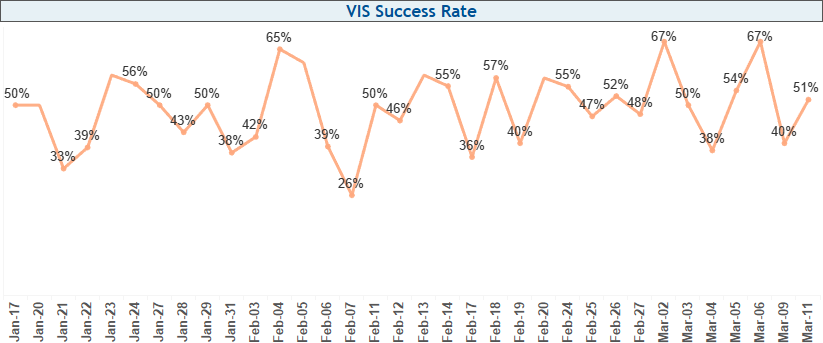 VIS Success Rate
50% 33% 39% 56% 50% 43% 50% 38% 42% 65% 39% 26% 50% 46% 55% 36% 57% 40% 55% 47% 52% 48% 67% 50% 38% 54% 67% 40% 51%
Jan-17 Jan-20 Jan-21 Jan-22 Jan-23 Jan-24 Jan-27 Jan-28 Jan-29 Jan-31 Feb-03 Feb-04 Feb-05 Feb-06 Feb-07 Feb-11 Feb-12 Feb-13 Feb-14 Feb-17 Feb-18 Feb-19 Feb-20 Feb-24 Feb-25 Feb-26 Feb-27 Mar-02 Mar-03 Mar-04 Mar-05 Mar-06 Mar-09 Mar-11